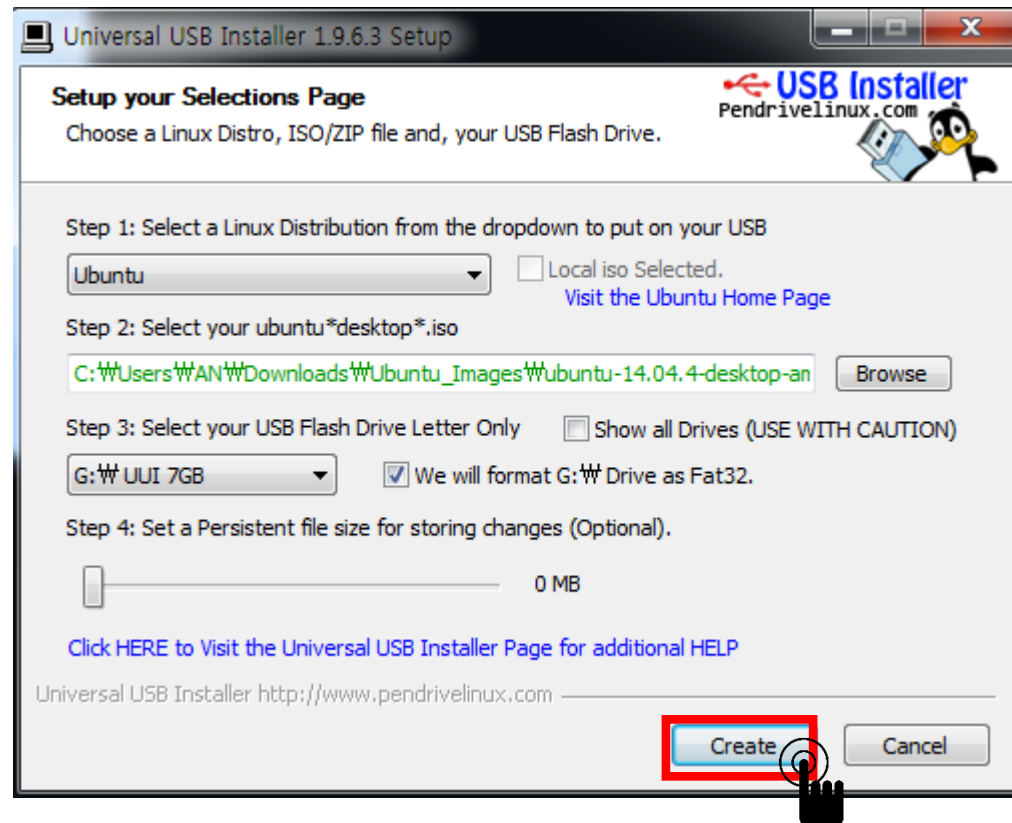 Universal USB Installer 1.9.6.3 Setup
Setup your Selections Page
Choose a Linux Distro, ISO/ZIP file and, your USB Flash Drive.
USB Installer
Pendrivelinux.com
Step 1: Select a Linux Distribution from the dropdown to put on your USB
Ubuntu
Local iso Selected.
Visit the Ubuntu Home Page
Step 2: Select your ubuntu*desktop*.iso
C:₩Users₩AN₩Downloads₩Ubuntu_Images₩ubuntu-14.04.4-desktop-am
Browse
Step 3: Select your USB Flash Drive Letter Only
Show all Drives (USE WITH CAUTION)
G:₩ UUI 7GB
We will format G:₩ Drive as Fat32.
Step 4: Set a Persistent file size for storing changes (Optional).
0 MB
Click HERE to Visit the Universal USB Installer Page for additional HELP
Universal USB Installer http://www.pendrivelinux.com
Create
Cancel